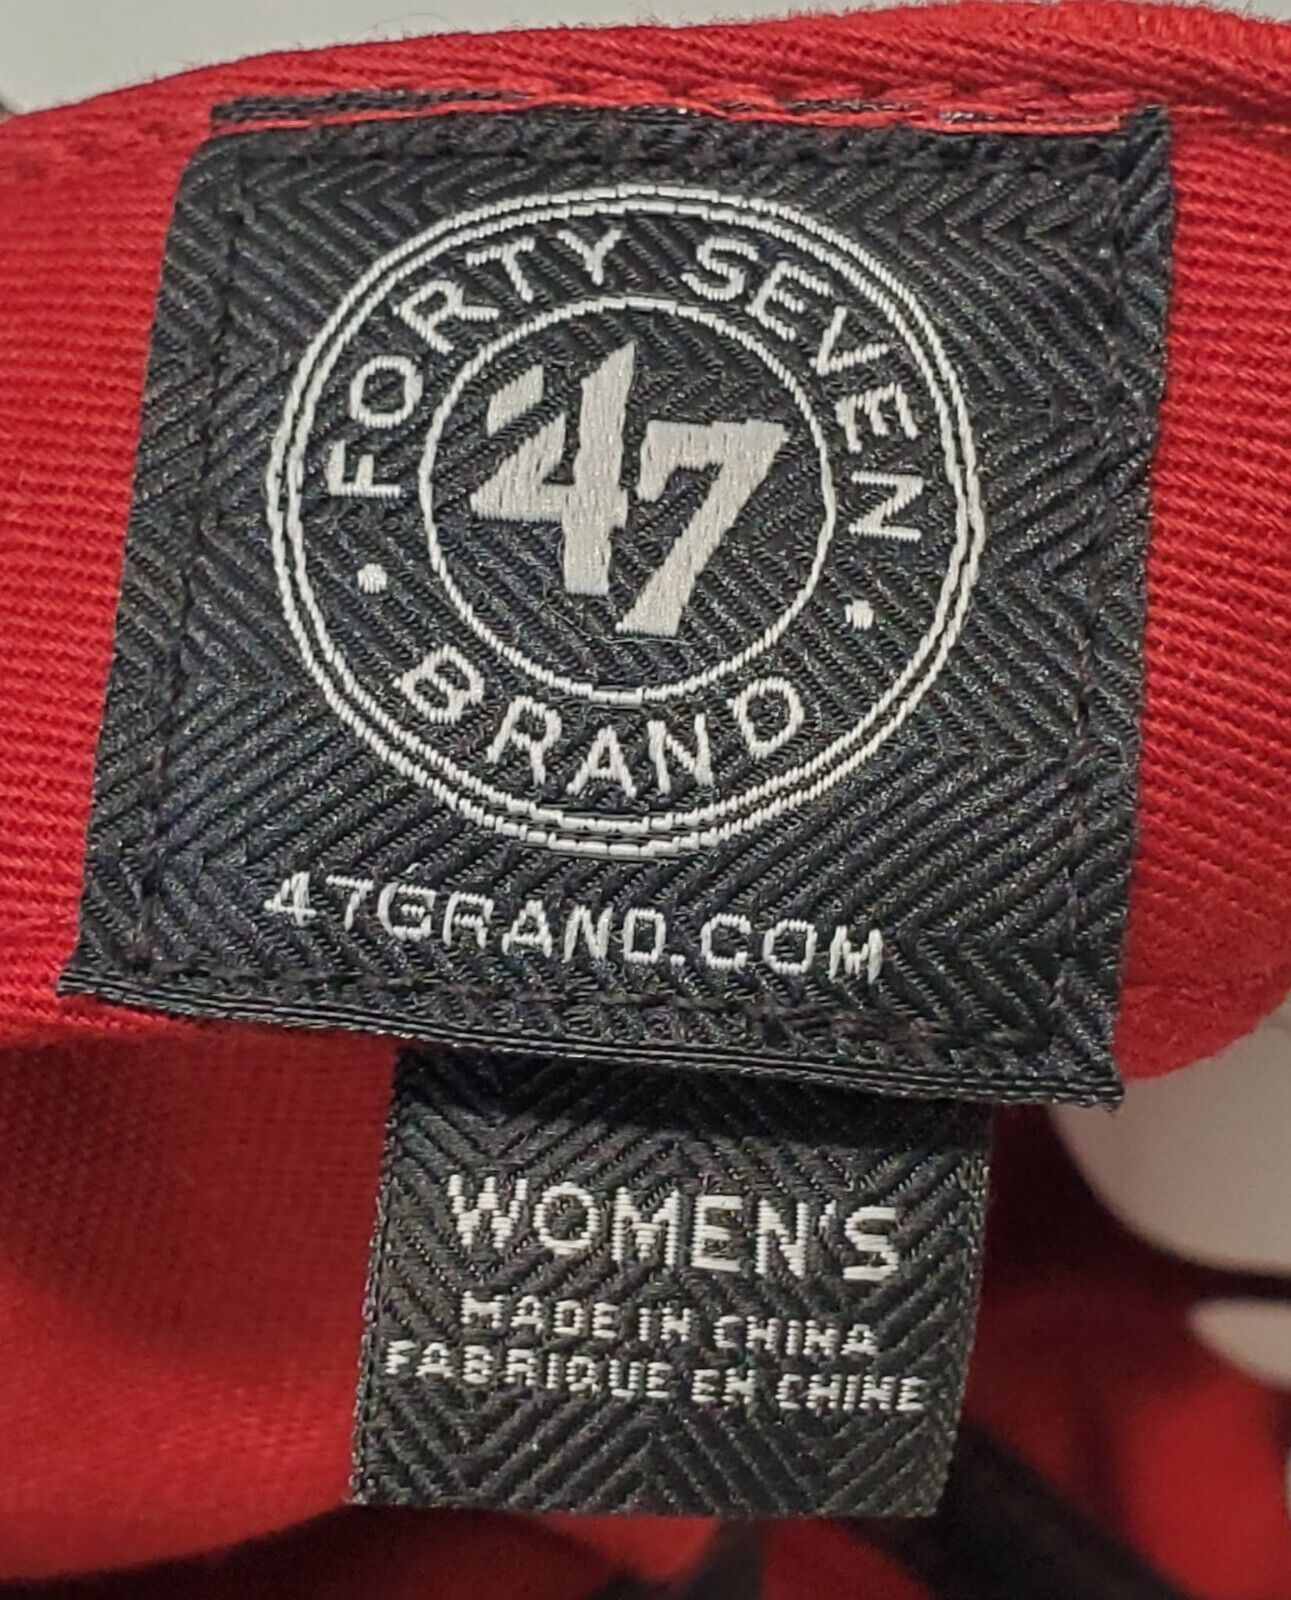 FORTY SEVEN
47
· BRAND ·
47BRAND.COM
WOMEN'S
MADE IN CHINA
FABRIQUE EN CHINE